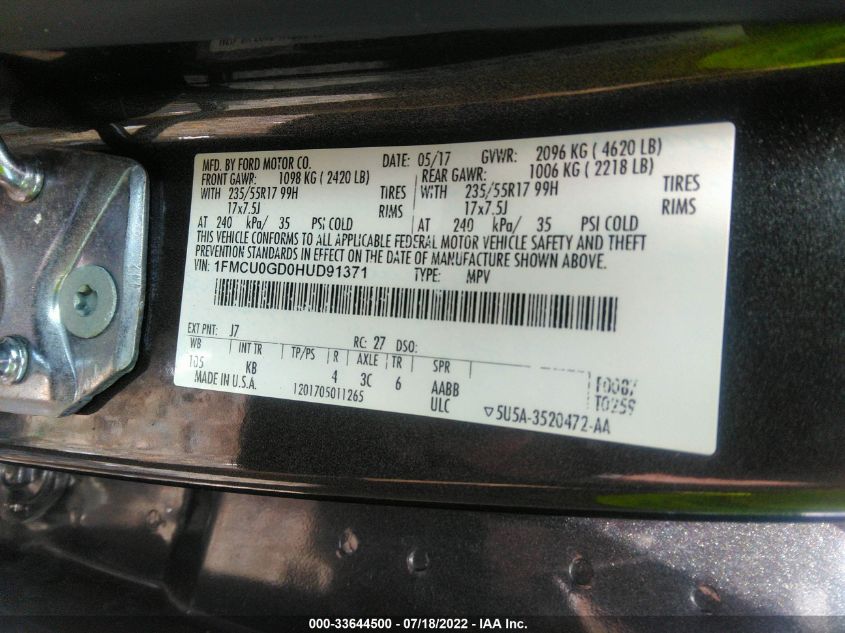 MFD. BY FORD MOTOR CO. DATE: 05/17 GVWR: 2096 KG ( 4620 LB)
FRONT GAWR: 1098 KG ( 2420 LB) REAR GAWR: 1006 KG ( 2218 LB)
WITH 235/55R17 99H TIRES WITH 235/55R17 99H TIRES
17x7.5J RIMS 17x7.5J RIMS
AT 240 kPa/ 35 PSI COLD AT 240 kPa/ 35 PSI COLD
THIS VEHICLE CONFORMS TO ALL APPLICABLE FEDERAL MOTOR VEHICLE SAFETY AND THEFT
PREVENTION STANDARDS IN EFFECT ON THE DATE OF MANUFACTURE SHOWN ABOVE.
VIN: 1FMCU0GD0HUD91371 TYPE: MPV
EXT PNT: J7 RC: 27 DSO:
WB INT TR TP/PS R AXLE TR SPR
105 KB 4 3C 6 AABB
MADE IN U.S.A. 1201705011265 ULC ▽5U5A-3520472-AA
T0259
000-33644500 - 07/18/2022 - IAA Inc.